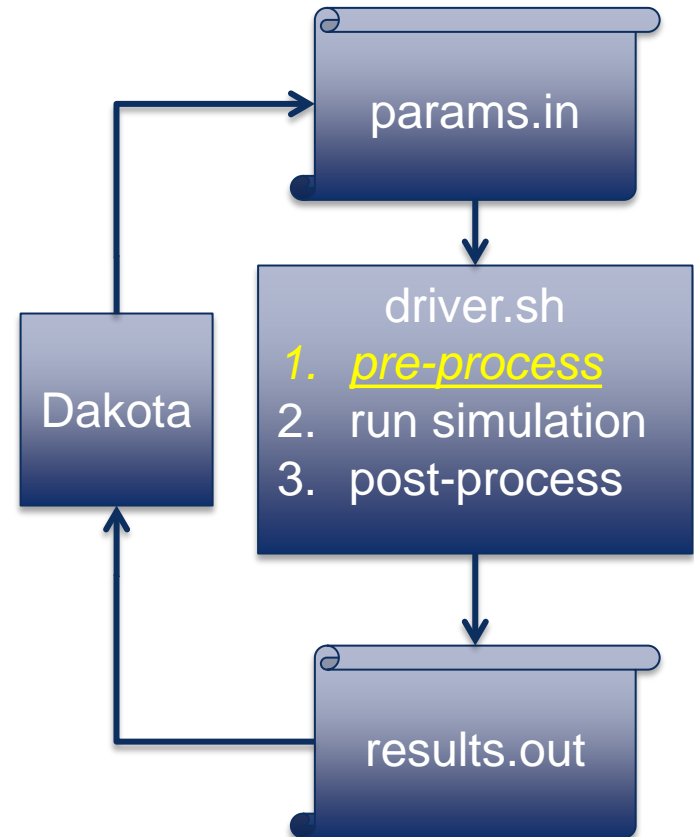 params.in
driver.sh
1. pre-process
2. run simulation
3. post-process
Dakota
results.out